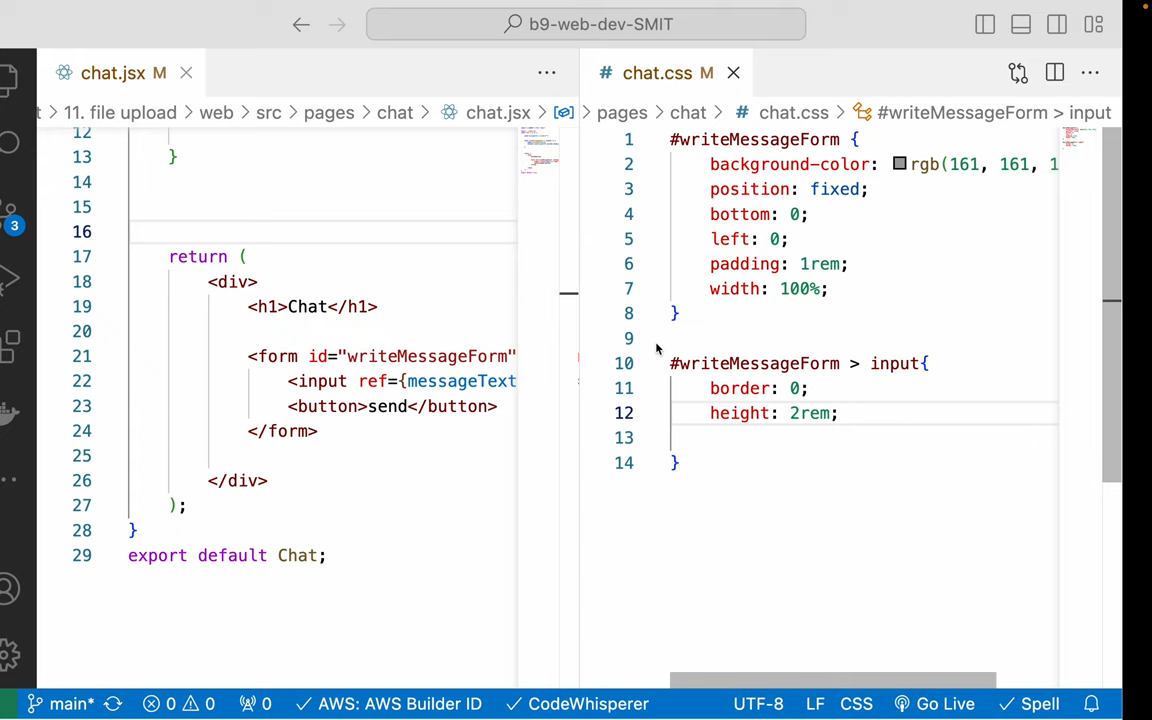 b9-web-dev-SMIT
chat.jsx M
t > 11. file upload > web > src > pages > chat > chat.jsx >
12
13 }
14
15
16
17 return (
18 <div>
19 <h1>Chat</h1>
20
21 <form id="writeMessageForm"
22 <input ref={messageText
23 <button>send</button>
24 </form>
25
26 </div>
27 );
28 }
29 export default Chat;
# chat.css M
> pages > chat > # chat.css > #writeMessageForm > input
1 #writeMessageForm {
2 background-color: rgb(161, 161, 1
3 position: fixed;
4 bottom: 0;
5 left: 0;
6 padding: 1rem;
7 width: 100%;
8 }
9
10 #writeMessageForm > input{
11 border: 0;
12 height: 2rem;
13
14 }
3
main* 0 0 0 AWS: AWS Builder ID CodeWhisperer UTF-8 LF CSS Go Live Spell